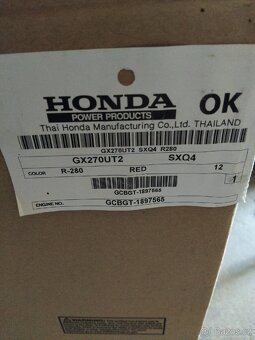 HONDA
POWER PRODUCTS
OK
Thai Honda Manufacturing Co.,Ltd. THAILAND
GX270UT2 SXQ4 R280
GX270UT2 SXQ4
COLOR R-280 RED 12
1
GCBGT-1897565
ENGINE NO. GCBGT-1897565
WARNING